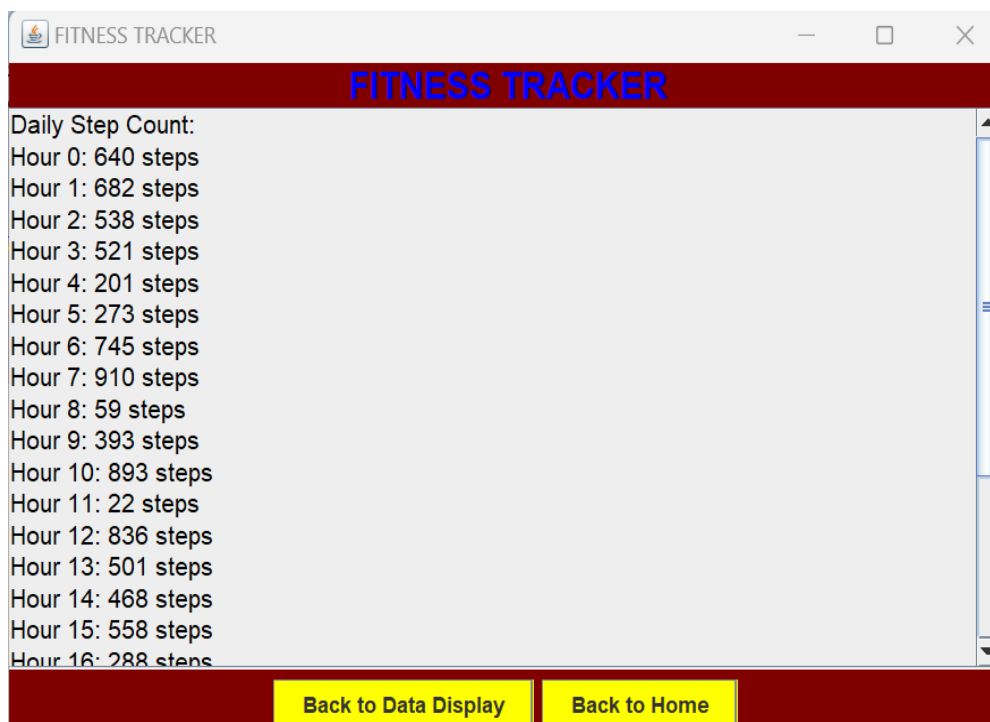 FITNESS TRACKER
FITNESS TRACKER
Daily Step Count:
Hour 0: 640 steps
Hour 1: 682 steps
Hour 2: 538 steps
Hour 3: 521 steps
Hour 4: 201 steps
Hour 5: 273 steps
Hour 6: 745 steps
Hour 7: 910 steps
Hour 8: 59 steps
Hour 9: 393 steps
Hour 10: 893 steps
Hour 11: 22 steps
Hour 12: 836 steps
Hour 13: 501 steps
Hour 14: 468 steps
Hour 15: 558 steps
Hour 16: 288 steps
Back to Data Display Back to Home